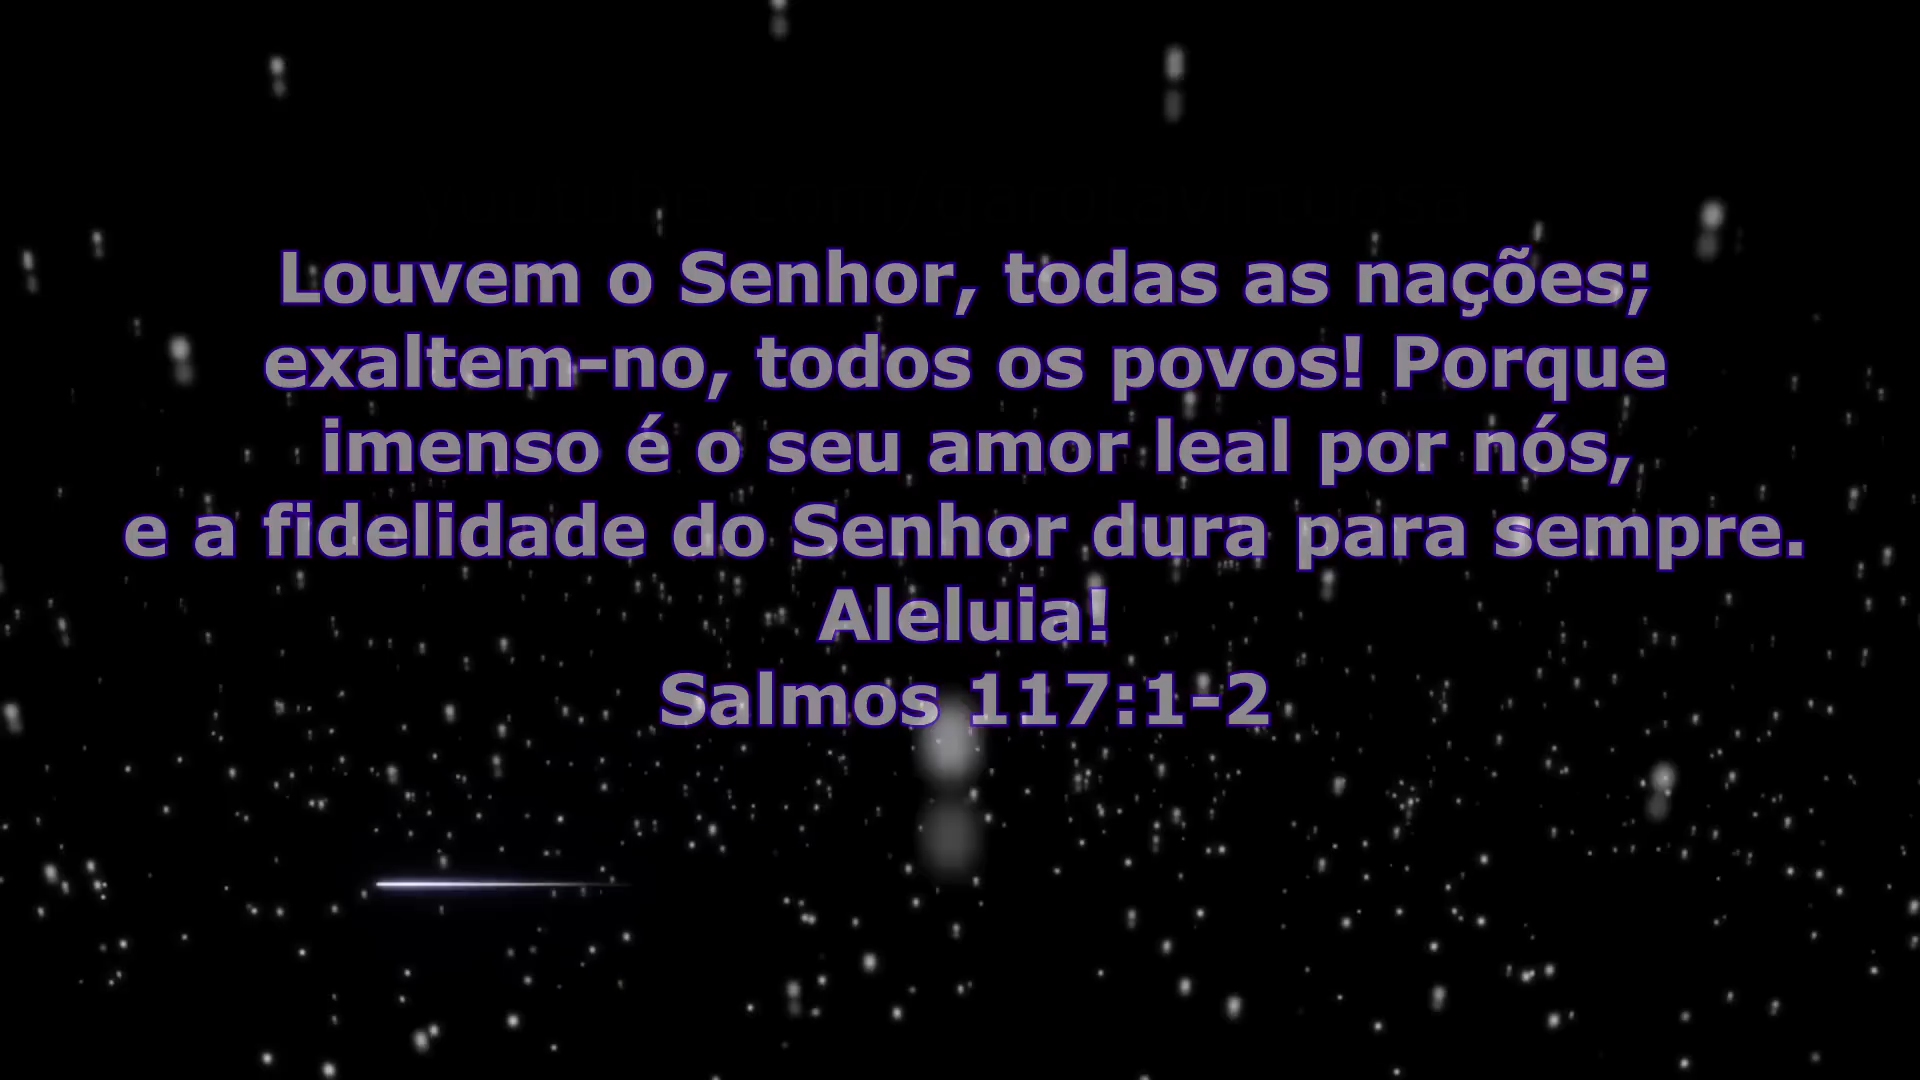 Louvem o Senhor, todas as nações;
exaltem-no, todos os povos! Porque
imenso é o seu amor leal por nós,
e a fidelidade do Senhor dura para sempre.
Aleluia!
Salmos 117:1-2